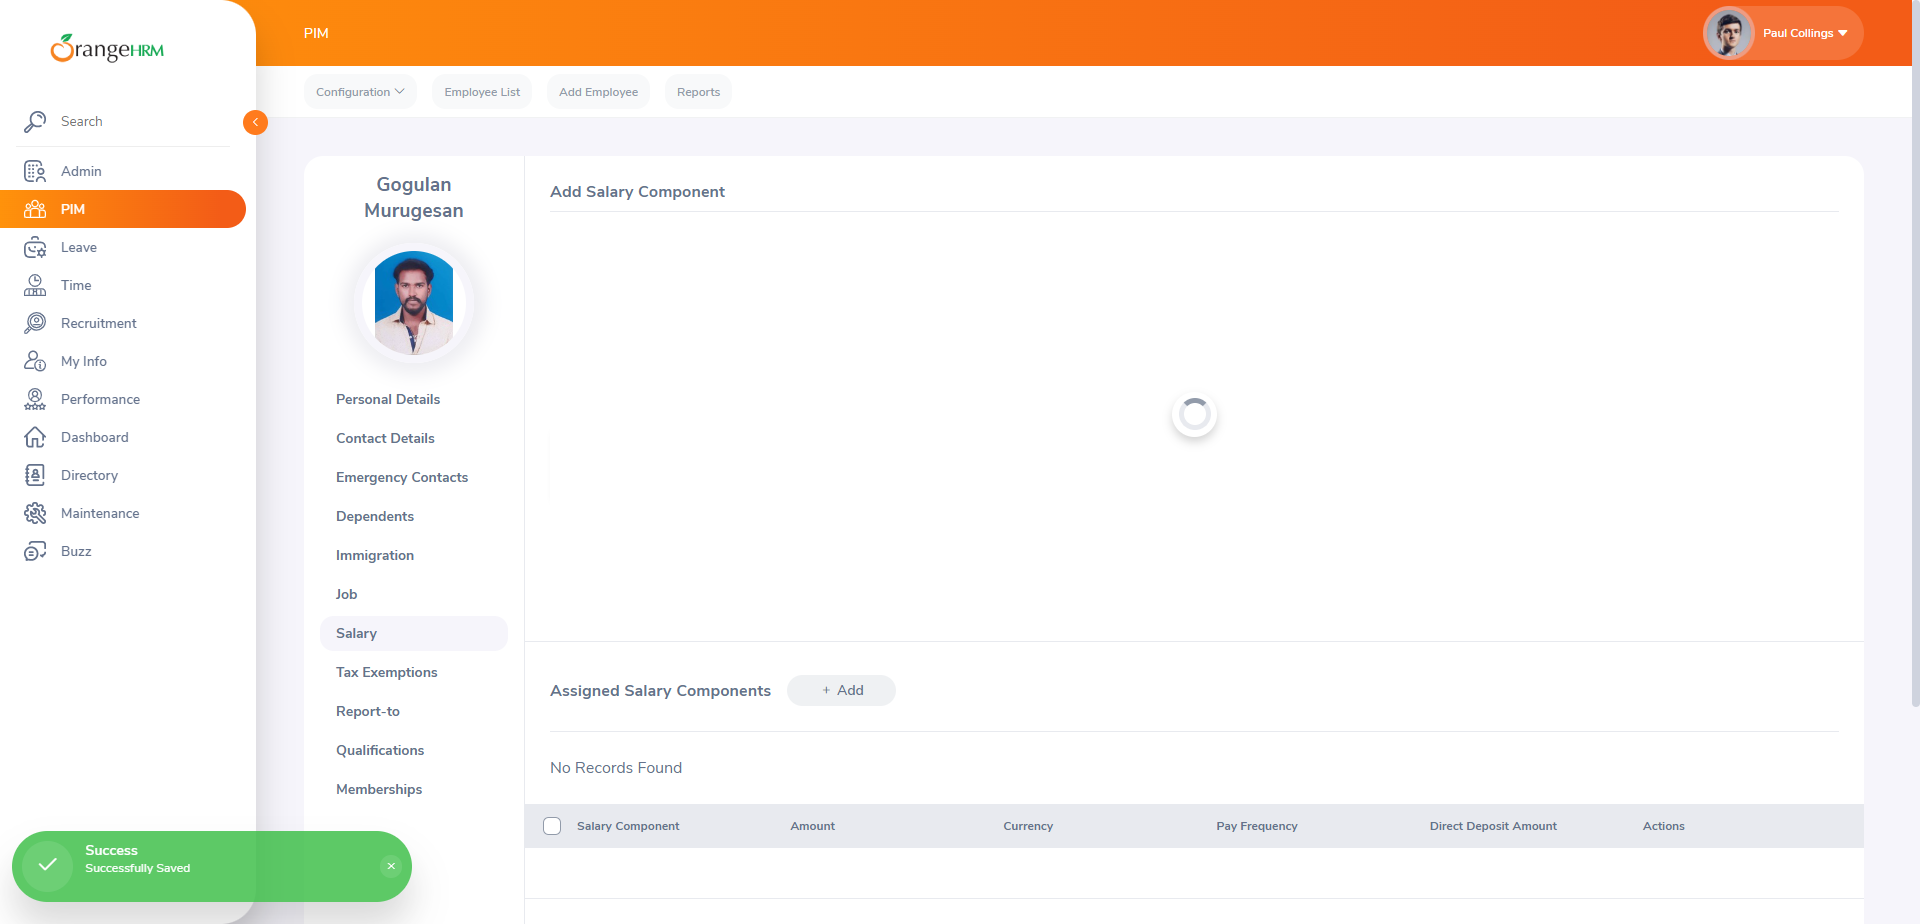 OrangeHRM
PIM
Paul Collings
Configuration
Employee List
Add Employee
Reports
Search
Admin
PIM
Leave
Time
Recruitment
My Info
Performance
Dashboard
Directory
Maintenance
Buzz
Gogulan
Murugesan
Personal Details
Contact Details
Emergency Contacts
Dependents
Immigration
Job
Salary
Tax Exemptions
Report-to
Qualifications
Memberships
Add Salary Component
Assigned Salary Components
+ Add
No Records Found
Salary Component Amount Currency Pay Frequency Direct Deposit Amount Actions
Success
Successfully Saved